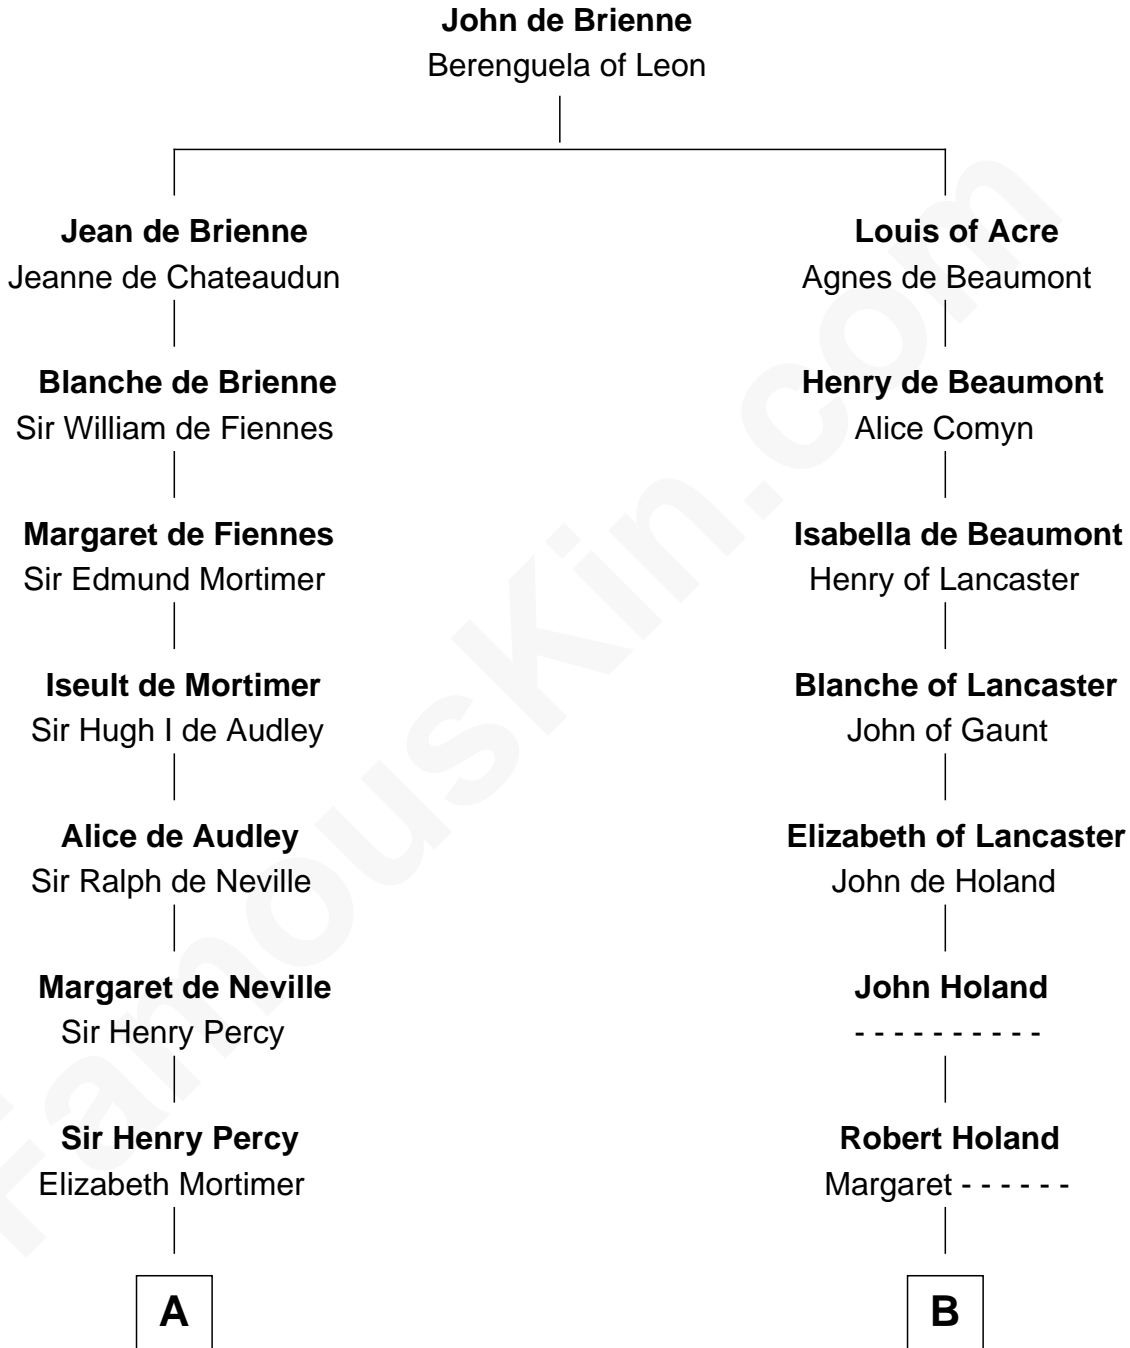 John de Brienne
Berenguela of Leon
Jean de Brienne
Jeanne de Chateaudun
Louis of Acre
Agnes de Beaumont
Blanche de Brienne
Sir William de Fiennes
Henry de Beaumont
Alice Comyn
Margaret de Fiennes
Sir Edmund Mortimer
Isabella de Beaumont
Henry of Lancaster
Iseult de Mortimer
Sir Hugh I de Audley
Blanche of Lancaster
John of Gaunt
Alice de Audley
Sir Ralph de Neville
Elizabeth of Lancaster
John de Holand
Margaret de Neville
Sir Henry Percy
John Holand
- - - - - - - - - -
Sir Henry Percy
Elizabeth Mortimer
Robert Holand
Margaret - - - - - -
A
B
FamousKin.com